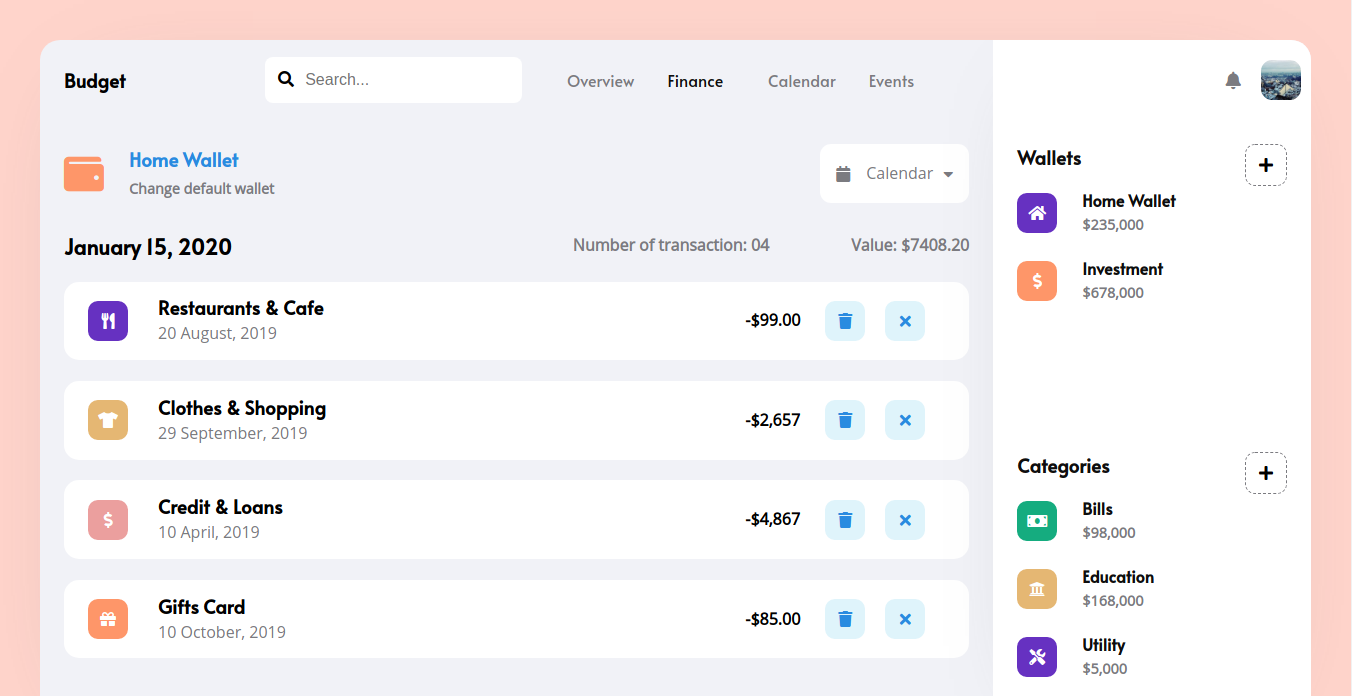 Budget
Search...
Overview
Finance
Calendar
Events
Home Wallet
Change default wallet
Calendar
January 15, 2020
Number of transaction: 04
Value: $7408.20
Restaurants & Cafe
20 August, 2019
-$99.00
Clothes & Shopping
29 September, 2019
-$2,657
Credit & Loans
10 April, 2019
-$4,867
Gifts Card
10 October, 2019
-$85.00
Wallets
Home Wallet
$235,000
Investment
$678,000
Categories
Bills
$98,000
Education
$168,000
Utility
$5,000